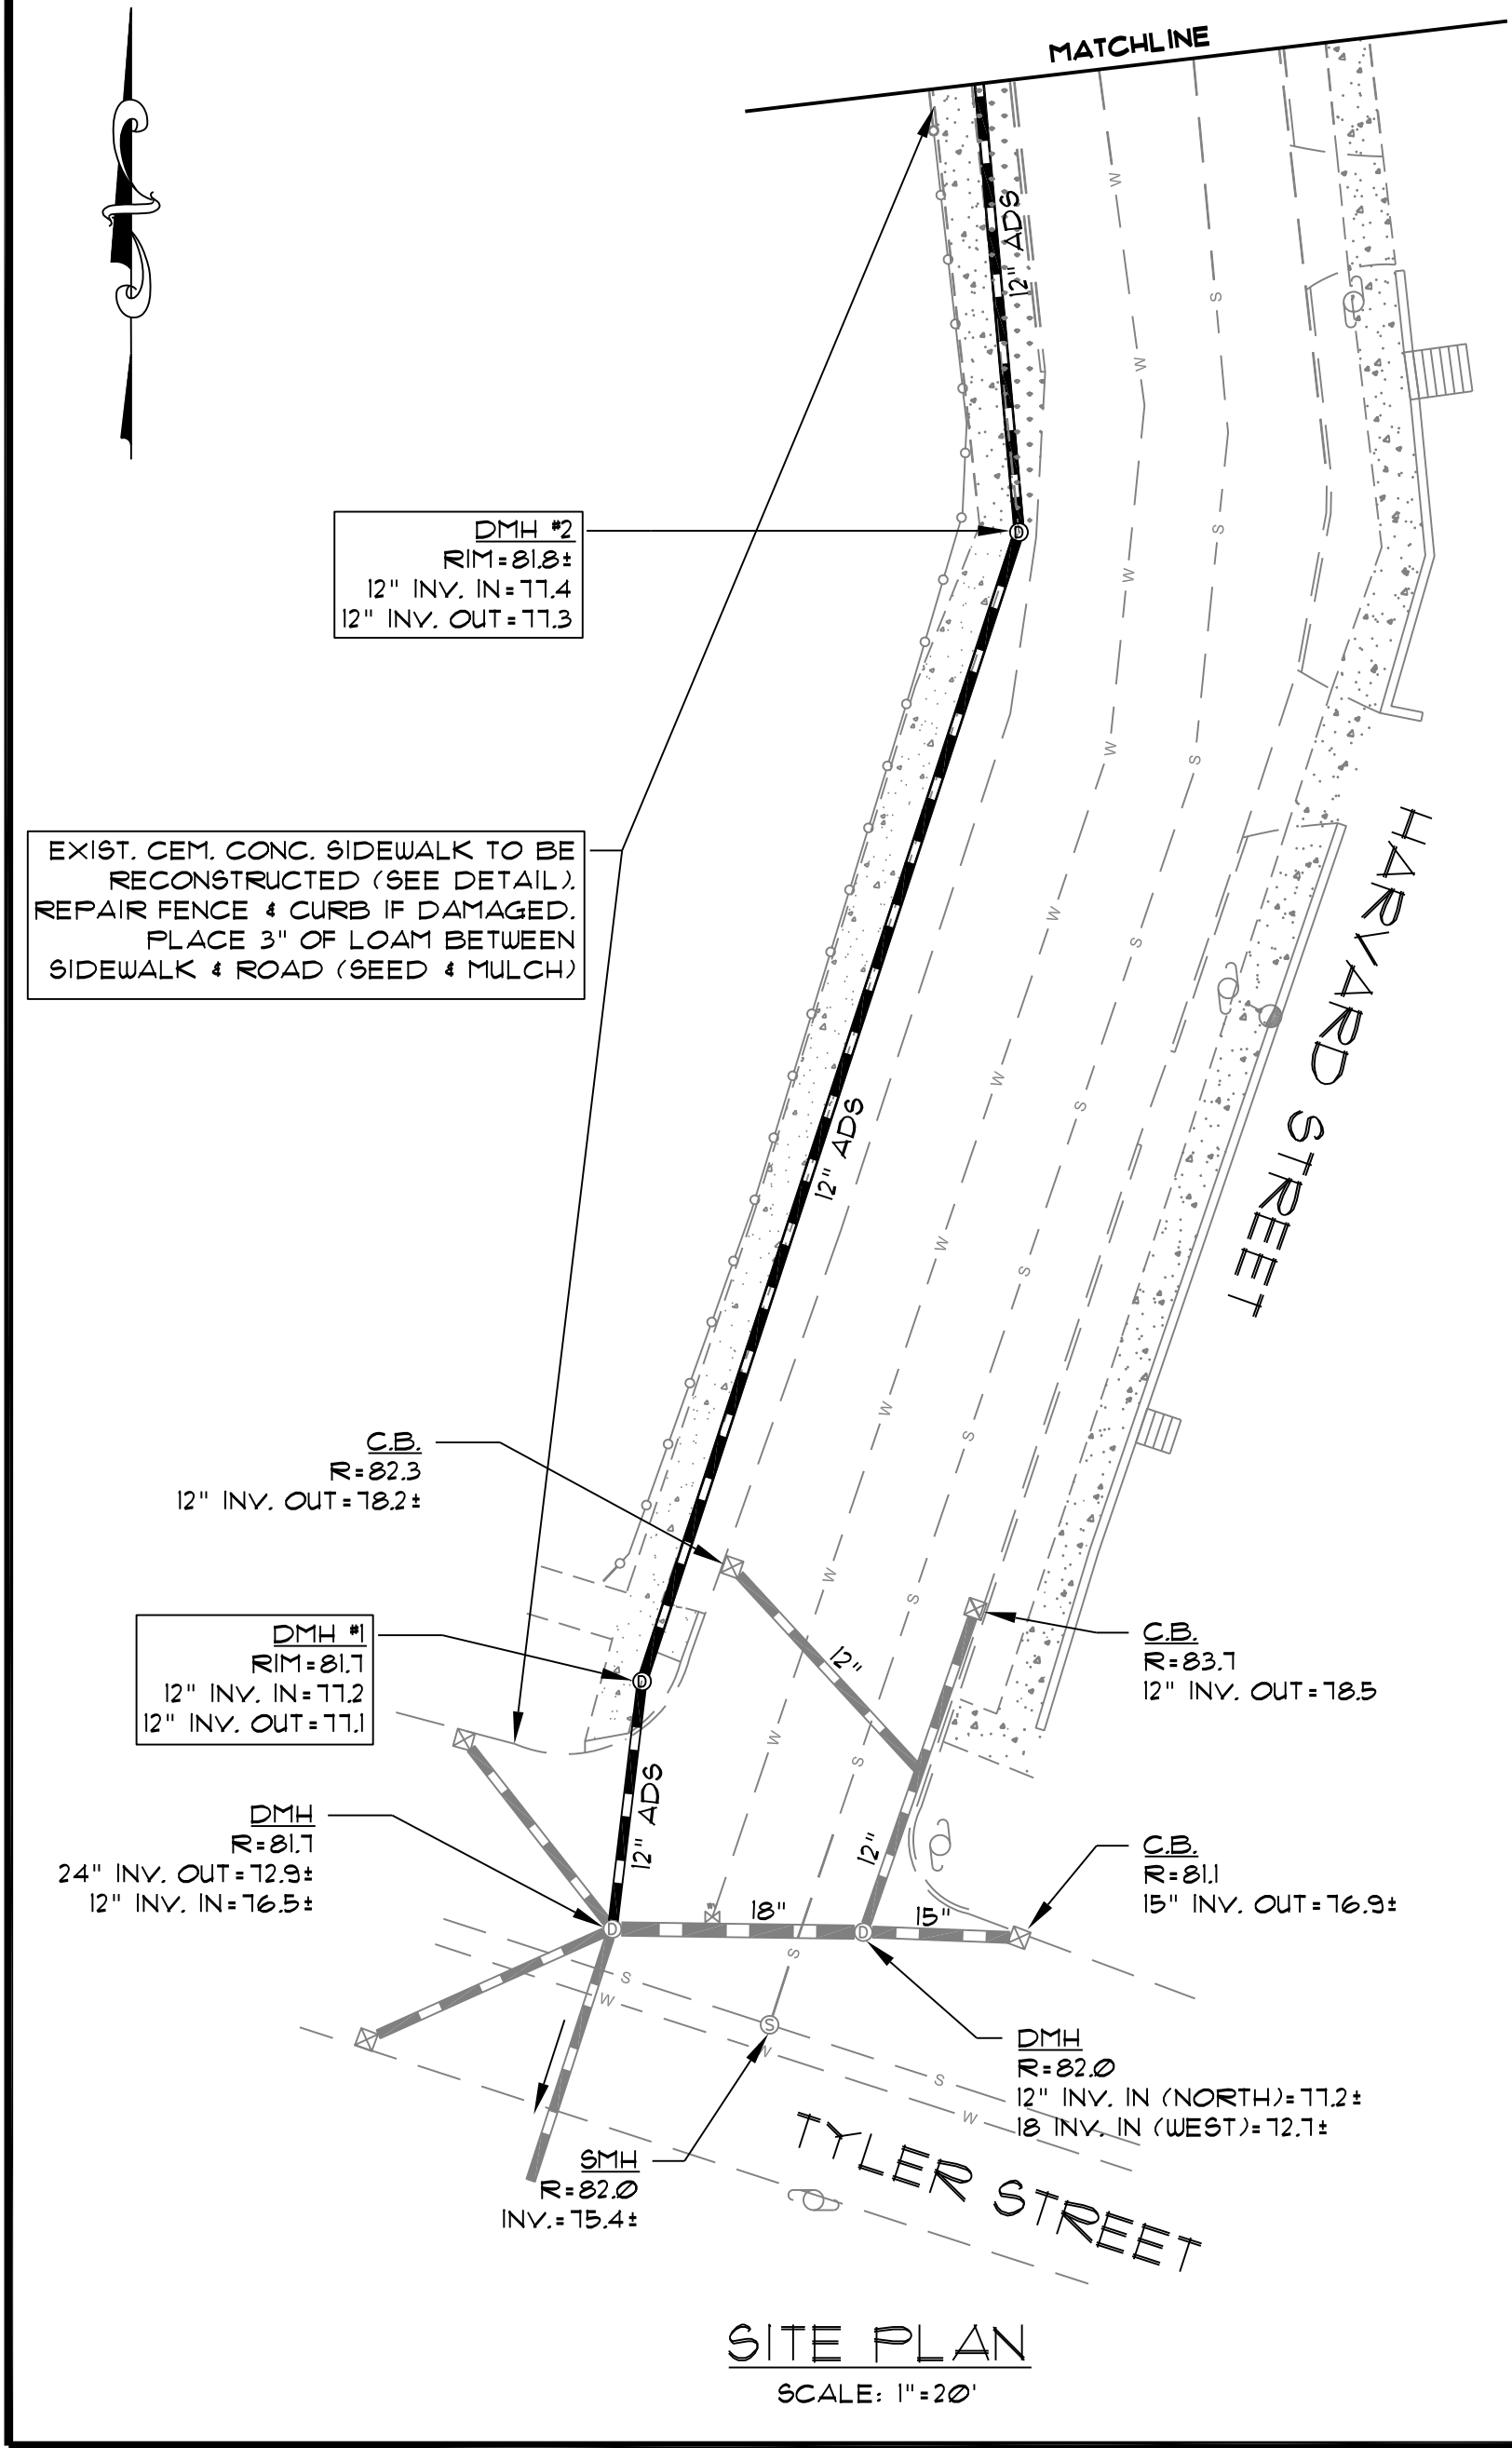 MATCHLINE
12" ADS
DMH #2
RIM=81.8±
12" INV. IN=77.4
12" INV. OUT=77.3
EXIST. CEM. CONC. SIDEWALK TO BE
RECONSTRUCTED (SEE DETAIL).
REPAIR FENCE & CURB IF DAMAGED.
PLACE 3" OF LOAM BETWEEN
SIDEWALK & ROAD (SEED & MULCH)
HARVARD STREET
12" ADS
C.B.
R=82.3
12" INV. OUT=78.2±
DMH #1
RIM=81.7
12" INV. IN=77.2
12" INV. OUT=77.1
12"
C.B.
R=83.7
12" INV. OUT=78.5
12" ADS
12"
DMH
R=81.7
24" INV. OUT=72.9±
12" INV. IN=76.5±
C.B.
R=81.1
15" INV. OUT=76.9±
18"
15"
DMH
R=82.0
12" INV. IN (NORTH)=77.2±
18 INV. IN (WEST)=72.7±
SMH
R=82.0
INV.=75.4±
TYLER STREET
SITE PLAN
SCALE: 1"=20'
W
W
W
W
W
W
W
W
W
W
W
W
W
S
S
S
S
S
S
S
S
S
S
S
S
S
D
D
D
D
S